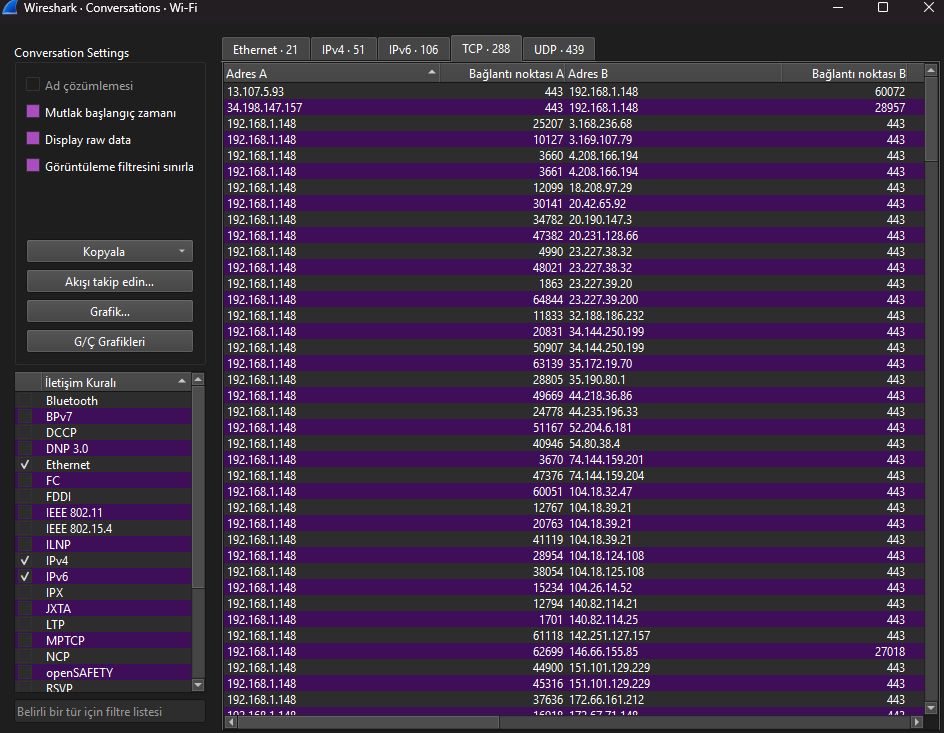 Wireshark · Conversations · Wi-Fi
Conversation Settings
Ad çözümlemesi
Mutlak başlangıç zamanı
Display raw data
Görüntüleme filtresini sınırla
Kopyala
Akışı takip edin...
Grafik...
G/Ç Grafikleri
İletişim Kuralı
Bluetooth
BPv7
DCCP
DNP 3.0
Ethernet
FC
FDDI
IEEE 802.11
IEEE 802.15.4
ILNP
IPv4
IPv6
IPX
JXTA
LTP
MPTCP
NCP
openSAFETY
RSVP
Belirli bir tür için filtre listesi
Ethernet · 21 IPv4 · 51 IPv6 · 106 TCP · 288 UDP · 439
Adres A Bağlantı noktası A Adres B Bağlantı noktası B
13.107.5.93 443 192.168.1.148 60072
34.198.147.157 443 192.168.1.148 28957
192.168.1.148 25207 3.168.236.68 443
192.168.1.148 10127 3.169.107.79 443
192.168.1.148 3660 4.208.166.194 443
192.168.1.148 3661 4.208.166.194 443
192.168.1.148 12099 18.208.97.29 443
192.168.1.148 30141 20.42.65.92 443
192.168.1.148 34782 20.190.147.3 443
192.168.1.148 47382 20.231.128.66 443
192.168.1.148 4990 23.227.38.32 443
192.168.1.148 48021 23.227.38.32 443
192.168.1.148 1863 23.227.39.20 443
192.168.1.148 64844 23.227.39.200 443
192.168.1.148 11833 32.188.186.232 443
192.168.1.148 20831 34.144.250.199 443
192.168.1.148 50907 34.144.250.199 443
192.168.1.148 63139 35.172.19.70 443
192.168.1.148 28805 35.190.80.1 443
192.168.1.148 49669 44.218.36.86 443
192.168.1.148 24778 44.235.196.33 443
192.168.1.148 51167 52.204.6.181 443
192.168.1.148 40946 54.80.38.4 443
192.168.1.148 3670 74.144.159.201 443
192.168.1.148 47376 74.144.159.204 443
192.168.1.148 60051 104.18.32.47 443
192.168.1.148 12767 104.18.39.21 443
192.168.1.148 20763 104.18.39.21 443
192.168.1.148 41119 104.18.39.21 443
192.168.1.148 28954 104.18.124.108 443
192.168.1.148 38054 104.18.125.108 443
192.168.1.148 15234 104.26.14.52 443
192.168.1.148 12794 140.82.114.21 443
192.168.1.148 1701 140.82.114.25 443
192.168.1.148 61118 142.251.127.157 443
192.168.1.148 62699 146.66.155.85 27018
192.168.1.148 44900 151.101.129.229 443
192.168.1.148 45316 151.101.129.229 443
192.168.1.148 37636 172.66.161.212 443
192.168.1.148 16918 172.67.71.148 443